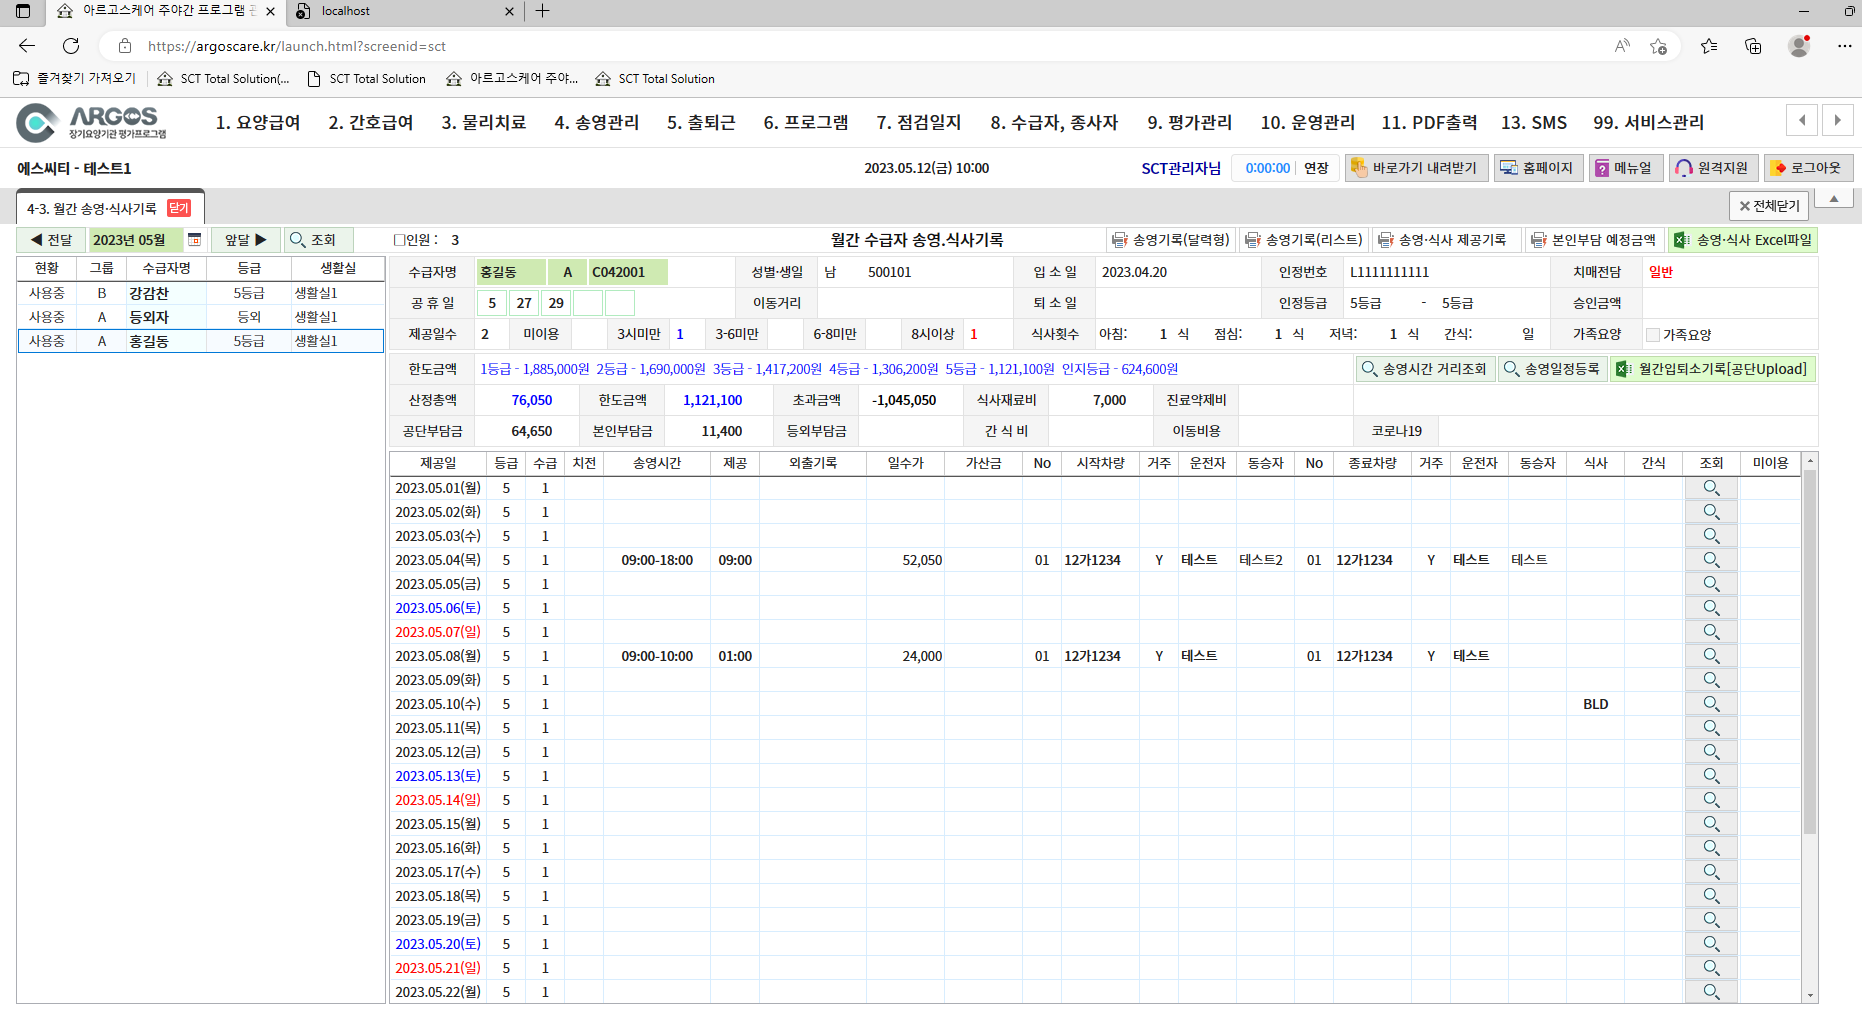 아르고스케어 주야간 프로그램 localhost
https://argoscare.kr/launch.html?screenid=sct
즐겨찾기 가져오기 SCT Total Solution(... SCT Total Solution 아르고스케어 주야... SCT Total Solution
ARGOS
장기요양기관 평가프로그램
1. 요양급여 2. 간호급여 3. 물리치료 4. 송영관리 5. 출퇴근 6. 프로그램 7. 점검일지 8. 수급자, 종사자 9. 평가관리 10. 운영관리 11. PDF출력 13. SMS 99. 서비스관리
에스씨티 - 테스트1 2023.05.12(금) 10:00 SCT관리자님 0:00:00 연장 바로가기 내려받기 홈페이지 메뉴얼 원격지원 로그아웃
4-3. 월간 송영·식사기록 닫기 전체닫기
◀ 전달 2023년 05월 앞달 ▶ 조회 인원 : 3 월간 수급자 송영.식사기록 송영기록(달력형) 송영기록(리스트) 송영·식사 제공기록 본인부담 예정금액 송영·식사 Excel파일
현황 그룹 수급자명 등급 생활실
사용중 B 강감찬 5등급 생활실1
사용중 A 등외자 등외 생활실1
사용중 A 홍길동 5등급 생활실1
수급자명 홍길동 A C042001 성별·생일 남 500101 입 소 일 2023.04.20 인정번호 L1111111111 치매전담 일반
공 휴 일 5 27 29 이동거리 퇴 소 일 인정등급 5등급 - 5등급 승인금액
제공일수 2 미이용 3시미만 1 3-6미만 6-8미만 8시이상 1 식사횟수 아침: 1 식 점심: 1 식 저녁: 1 식 간식: 일 가족요양 가족요양
한도금액 1등급 - 1,885,000원 2등급 - 1,690,000원 3등급 - 1,417,200원 4등급 - 1,306,200원 5등급 - 1,121,100원 인지등급 - 624,600원 송영시간 거리조회 송영일정등록 월간입퇴소기록[공단Upload]
산정총액 76,050 한도금액 1,121,100 초과금액 -1,045,050 식사재료비 7,000 진료약제비
공단부담금 64,650 본인부담금 11,400 등외부담금 간 식 비 이동비용 코로나19
제공일 등급 수급 치전 송영시간 제공 외출기록 일수가 가산금 No 시작차량 거주 운전자 동승자 No 종료차량 거주 운전자 동승자 식사 간식 조회 미이용
2023.05.01(월) 5 1
2023.05.02(화) 5 1
2023.05.03(수) 5 1
2023.05.04(목) 5 1 09:00-18:00 09:00 52,050 01 12가1234 Y 테스트 테스트2 01 12가1234 Y 테스트 테스트
2023.05.05(금) 5 1
2023.05.06(토) 5 1
2023.05.07(일) 5 1
2023.05.08(월) 5 1 09:00-10:00 01:00 24,000 01 12가1234 Y 테스트 01 12가1234 Y 테스트
2023.05.09(화) 5 1
2023.05.10(수) 5 1 BLD
2023.05.11(목) 5 1
2023.05.12(금) 5 1
2023.05.13(토) 5 1
2023.05.14(일) 5 1
2023.05.15(월) 5 1
2023.05.16(화) 5 1
2023.05.17(수) 5 1
2023.05.18(목) 5 1
2023.05.19(금) 5 1
2023.05.20(토) 5 1
2023.05.21(일) 5 1
2023.05.22(월) 5 1